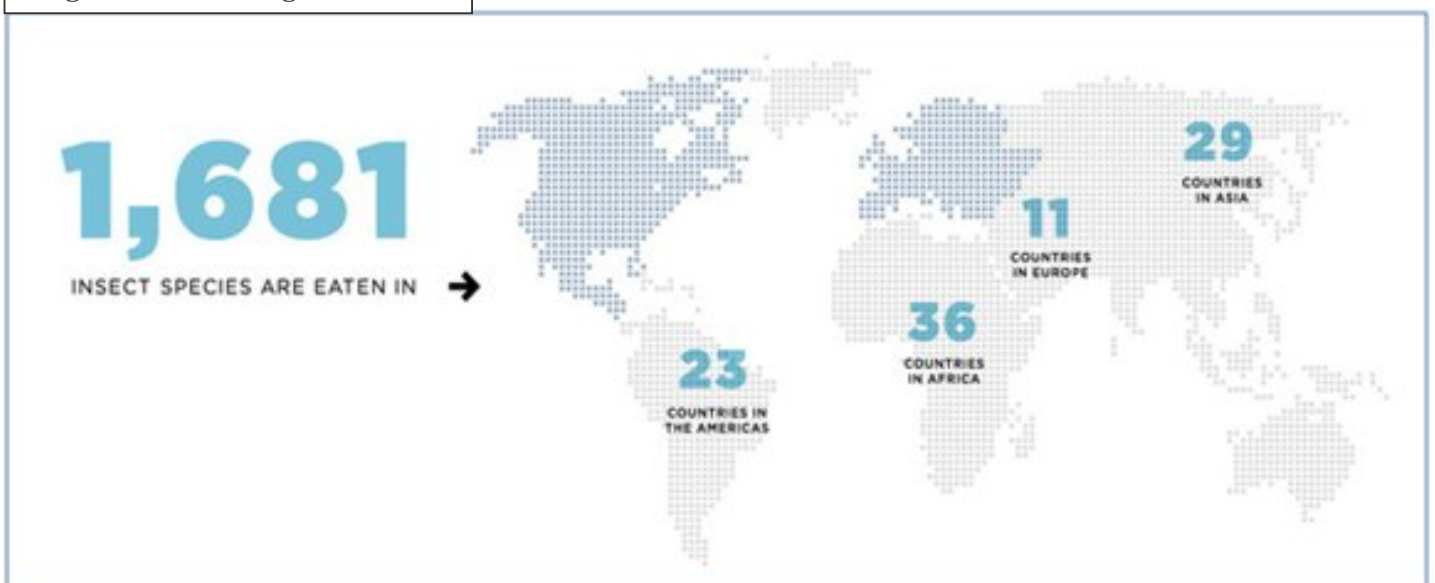 1,681
INSECT SPECIES ARE EATEN IN
29
COUNTRIES
IN ASIA
11
COUNTRIES
IN EUROPE
36
COUNTRIES
IN AFRICA
23
COUNTRIES IN
THE AMERICAS